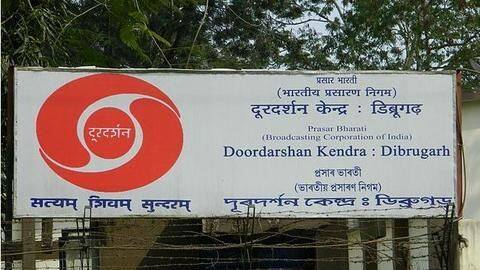 दूरदर्शन
सत्यम् शिवम् सुन्दरम्
प्रसार भारती
(भारतीय प्रसारण निगम)
दूरदर्शन केन्द्र : डिब्रूगढ़
Prasar Bharati
(Broadcasting Corporation of India)
Doordarshan Kendra : Dibrugarh
প্ৰসাৰ ভাৰতী
(ভাৰতীয় প্ৰসাৰণ নিগম)
দূৰদৰ্শন কেন্দ্ৰ : ডিব্ৰুগড়